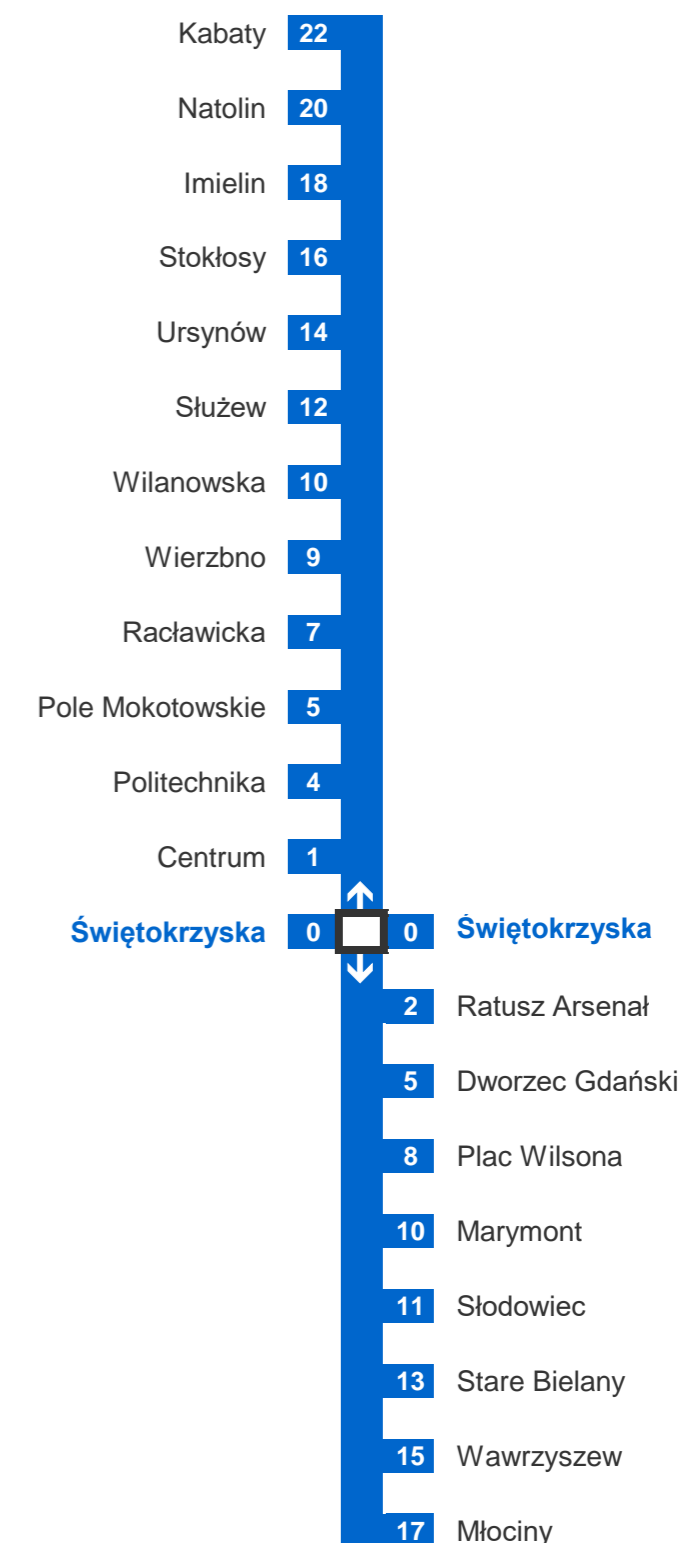 Kabaty 22
Natolin 20
Imielin 18
Stokłosy 16
Ursynów 14
Służew 12
Wilanowska 10
Wierzbno 9
Racławicka 7
Pole Mokotowskie 5
Politechnika 4
Centrum 1
Świętokrzyska 0 0 Świętokrzyska
2 Ratusz Arsenał
5 Dworzec Gdański
8 Plac Wilsona
10 Marymont
11 Słodowiec
13 Stare Bielany
15 Wawrzyszew
17 Młociny